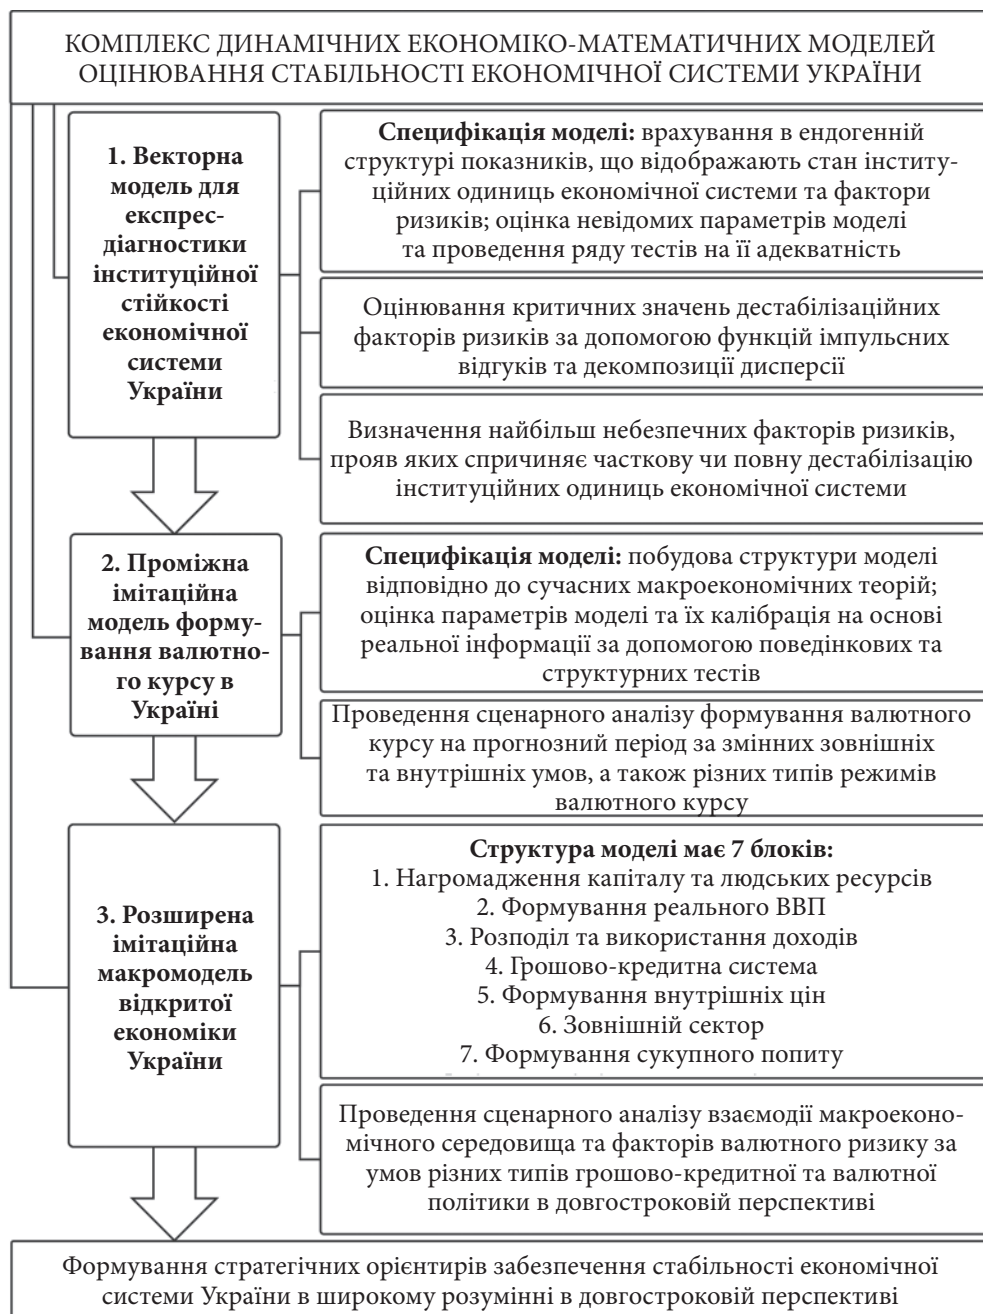 КОМПЛЕКС ДИНАМІЧНИХ ЕКОНОМІКО-МАТЕМАТИЧНИХ МОДЕЛЕЙ
ОЦІНЮВАННЯ СТАБІЛЬНОСТІ ЕКОНОМІЧНОЇ СИСТЕМИ УКРАЇНИ
1. Векторна
модель для
експрес-
діагностики
інституційної
стійкості
економічної
системи
України
Специфікація моделі: врахування в ендогенній
структурі показників, що відображають стан інститу-
ційних одиниць економічної системи та фактори
ризиків; оцінка невідомих параметрів моделі
та проведення ряду тестів на її адекватність
Оцінювання критичних значень дестабілізаційних
факторів ризиків за допомогою функцій імпульсних
відгуків та декомпозиції дисперсії
Визначення найбільш небезпечних факторів ризиків,
прояв яких спричиняє часткову чи повну дестабілізацію
інституційних одиниць економічної системи
2. Проміжна
імітаційна
модель форму-
вання валютно-
го курсу в
Україні
Специфікація моделі: побудова структури моделі
відповідно до сучасних макроекономічних теорій;
оцінка параметрів моделі та їх калібрація на основі
реальної інформації за допомогою поведінкових та
структурних тестів
Проведення сценарного аналізу формування валютного
курсу на прогнозний період за змінних зовнішніх
та внутрішніх умов, а також різних типів режимів
валютного курсу
3. Розширена
імітаційна
макромодель
відкритої
економіки
України
Структура моделі має 7 блоків:
1. Нагромадження капіталу та людських ресурсів
2. Формування реального ВВП
3. Розподіл та використання доходів
4. Грошово-кредитна система
5. Формування внутрішніх цін
6. Зовнішній сектор
7. Формування сукупного попиту
Проведення сценарного аналізу взаємодії макроеконо-
мічного середовища та факторів валютного ризику за
умов різних типів грошово-кредитної та валютної
політики в довгостроковій перспективі
Формування стратегічних орієнтирів забезпечення стабільності економічної
системи України в широкому розумінні в довгостроковій перспективі